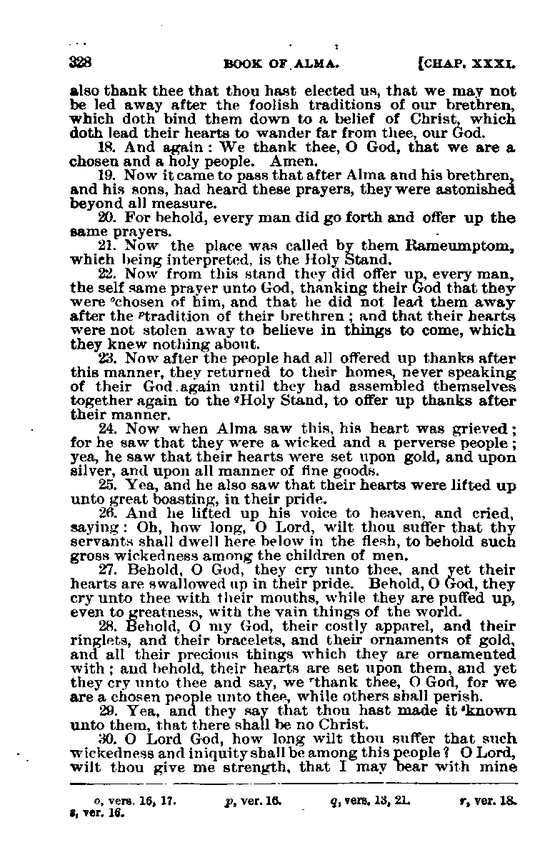 328 BOOK OF ALMA. [CHAP. XXXI.
also thank thee that thou hast elected us, that we may not
be led away after the foolish traditions of our brethren,
which doth bind them down to a belief of Christ, which
doth lead their hearts to wander far from thee, our God.
18. And again: We thank thee, O God, that we are a
chosen and a holy people. Amen.
19. Now it came to pass that after Alma and his brethren,
and his sons, had heard these prayers, they were astonished
beyond all measure.
20. For behold, every man did go forth and offer up the
same prayers.
21. Now the place was called by them Rameumptom,
which being interpreted, is the Holy Stand.
22. Now from this stand they did offer up, every man,
the self same prayer unto God, thanking their God that they
were ᵒchosen of him, and that he did not lead them away
after the ᵖtradition of their brethren; and that their hearts
were not stolen away to believe in things to come, which
they knew nothing about.
23. Now after the people had all offered up thanks after
this manner, they returned to their homes, never speaking
of their God again until they had assembled themselves
together again to the ᑫHoly Stand, to offer up thanks after
their manner.
24. Now when Alma saw this, his heart was grieved;
for he saw that they were a wicked and a perverse people;
yea, he saw that their hearts were set upon gold, and upon
silver, and upon all manner of fine goods.
25. Yea, and he also saw that their hearts were lifted up
unto great boasting, in their pride.
26. And he lifted up his voice to heaven, and cried,
saying: Oh, how long, O Lord, wilt thou suffer that thy
servants shall dwell here below in the flesh, to behold such
gross wickedness among the children of men.
27. Behold, O God, they cry unto thee, and yet their
hearts are swallowed up in their pride. Behold, O God, they
cry unto thee with their mouths, while they are puffed up,
even to greatness, with the vain things of the world.
28. Behold, O my God, their costly apparel, and their
ringlets, and their bracelets, and their ornaments of gold,
and all their precious things which they are ornamented
with; and behold, their hearts are set upon them, and yet
they cry unto thee and say, we ʳthank thee, O God, for we
are a chosen people unto thee, while others shall perish.
29. Yea, and they say that thou hast made it ˢknown
unto them, that there shall be no Christ.
30. O Lord God, how long wilt thou suffer that such
wickedness and iniquity shall be among this people? O Lord,
wilt thou give me strength, that I may bear with mine
o, vers. 16, 17. p, ver. 16. q, vers. 13, 21. r, ver. 18.
s, ver. 16.